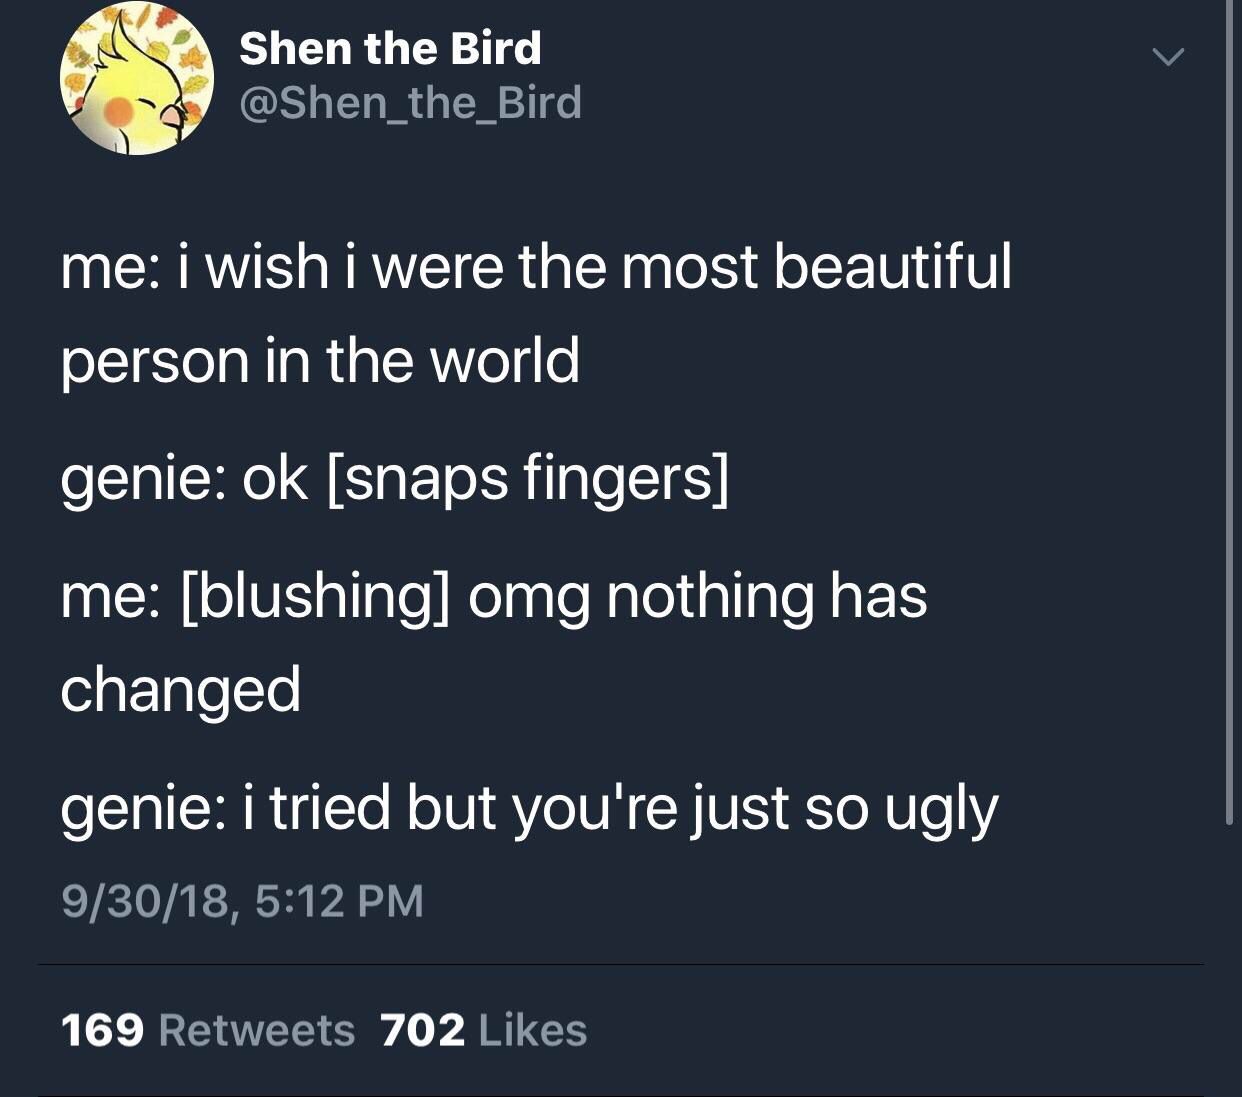 Shen the Bird
@Shen_the_Bird
me: i wish i were the most beautiful
person in the world
genie: ok [snaps fingers]
me: [blushing] omg nothing has
changed
genie: i tried but you're just so ugly
9/30/18, 5:12 PM
169 Retweets 702 Likes